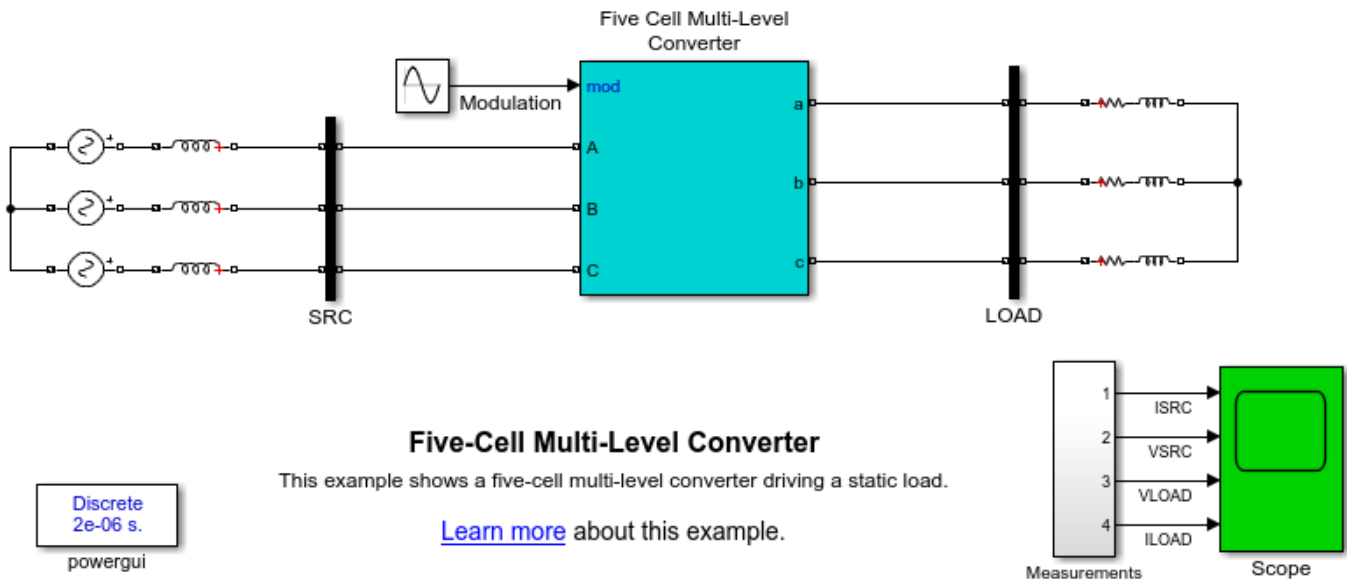 Five Cell Multi-Level
Converter
Modulation
mod
A
B
C
a
b
c
SRC
LOAD
Five-Cell Multi-Level Converter
This example shows a five-cell multi-level converter driving a static load.
Learn more about this example.
Discrete
2e-06 s.
powergui
1
ISRC
2
VSRC
3
VLOAD
4
ILOAD
Measurements
Scope